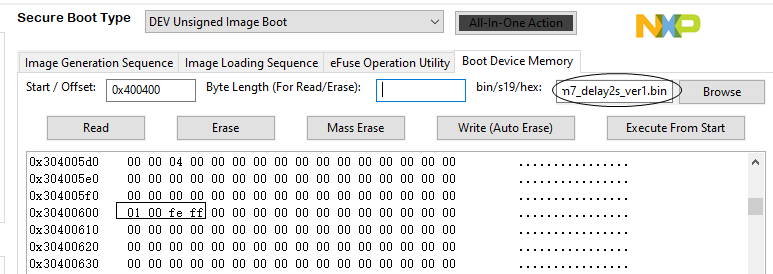 Secure Boot Type DEV Unsigned Image Boot All-In-One Action NXP
Image Generation Sequence Image Loading Sequence eFuse Operation Utility Boot Device Memory
Start / Offset: 0x400400 Byte Length (For Read/Erase): bin/s19/hex: n7_delay2s_ver1.bin Browse
Read Erase Mass Erase Write (Auto Erase) Execute From Start
0x304005d0 00 00 04 00 00 00 00 00 00 00 00 00 00 00 00 00 ................
0x304005e0 00 00 00 00 00 00 00 00 00 00 00 00 00 00 00 00 ................
0x304005f0 00 00 00 00 00 00 00 00 00 00 00 00 00 00 00 00 ................
0x30400600 01 00 fe ff 00 00 00 00 00 00 00 00 00 00 00 00 ................
0x30400610 00 00 00 00 00 00 00 00 00 00 00 00 00 00 00 00 ................
0x30400620 00 00 00 00 00 00 00 00 00 00 00 00 00 00 00 00 ................
0x30400630 00 00 00 00 00 00 00 00 00 00 00 00 00 00 00 00 ................